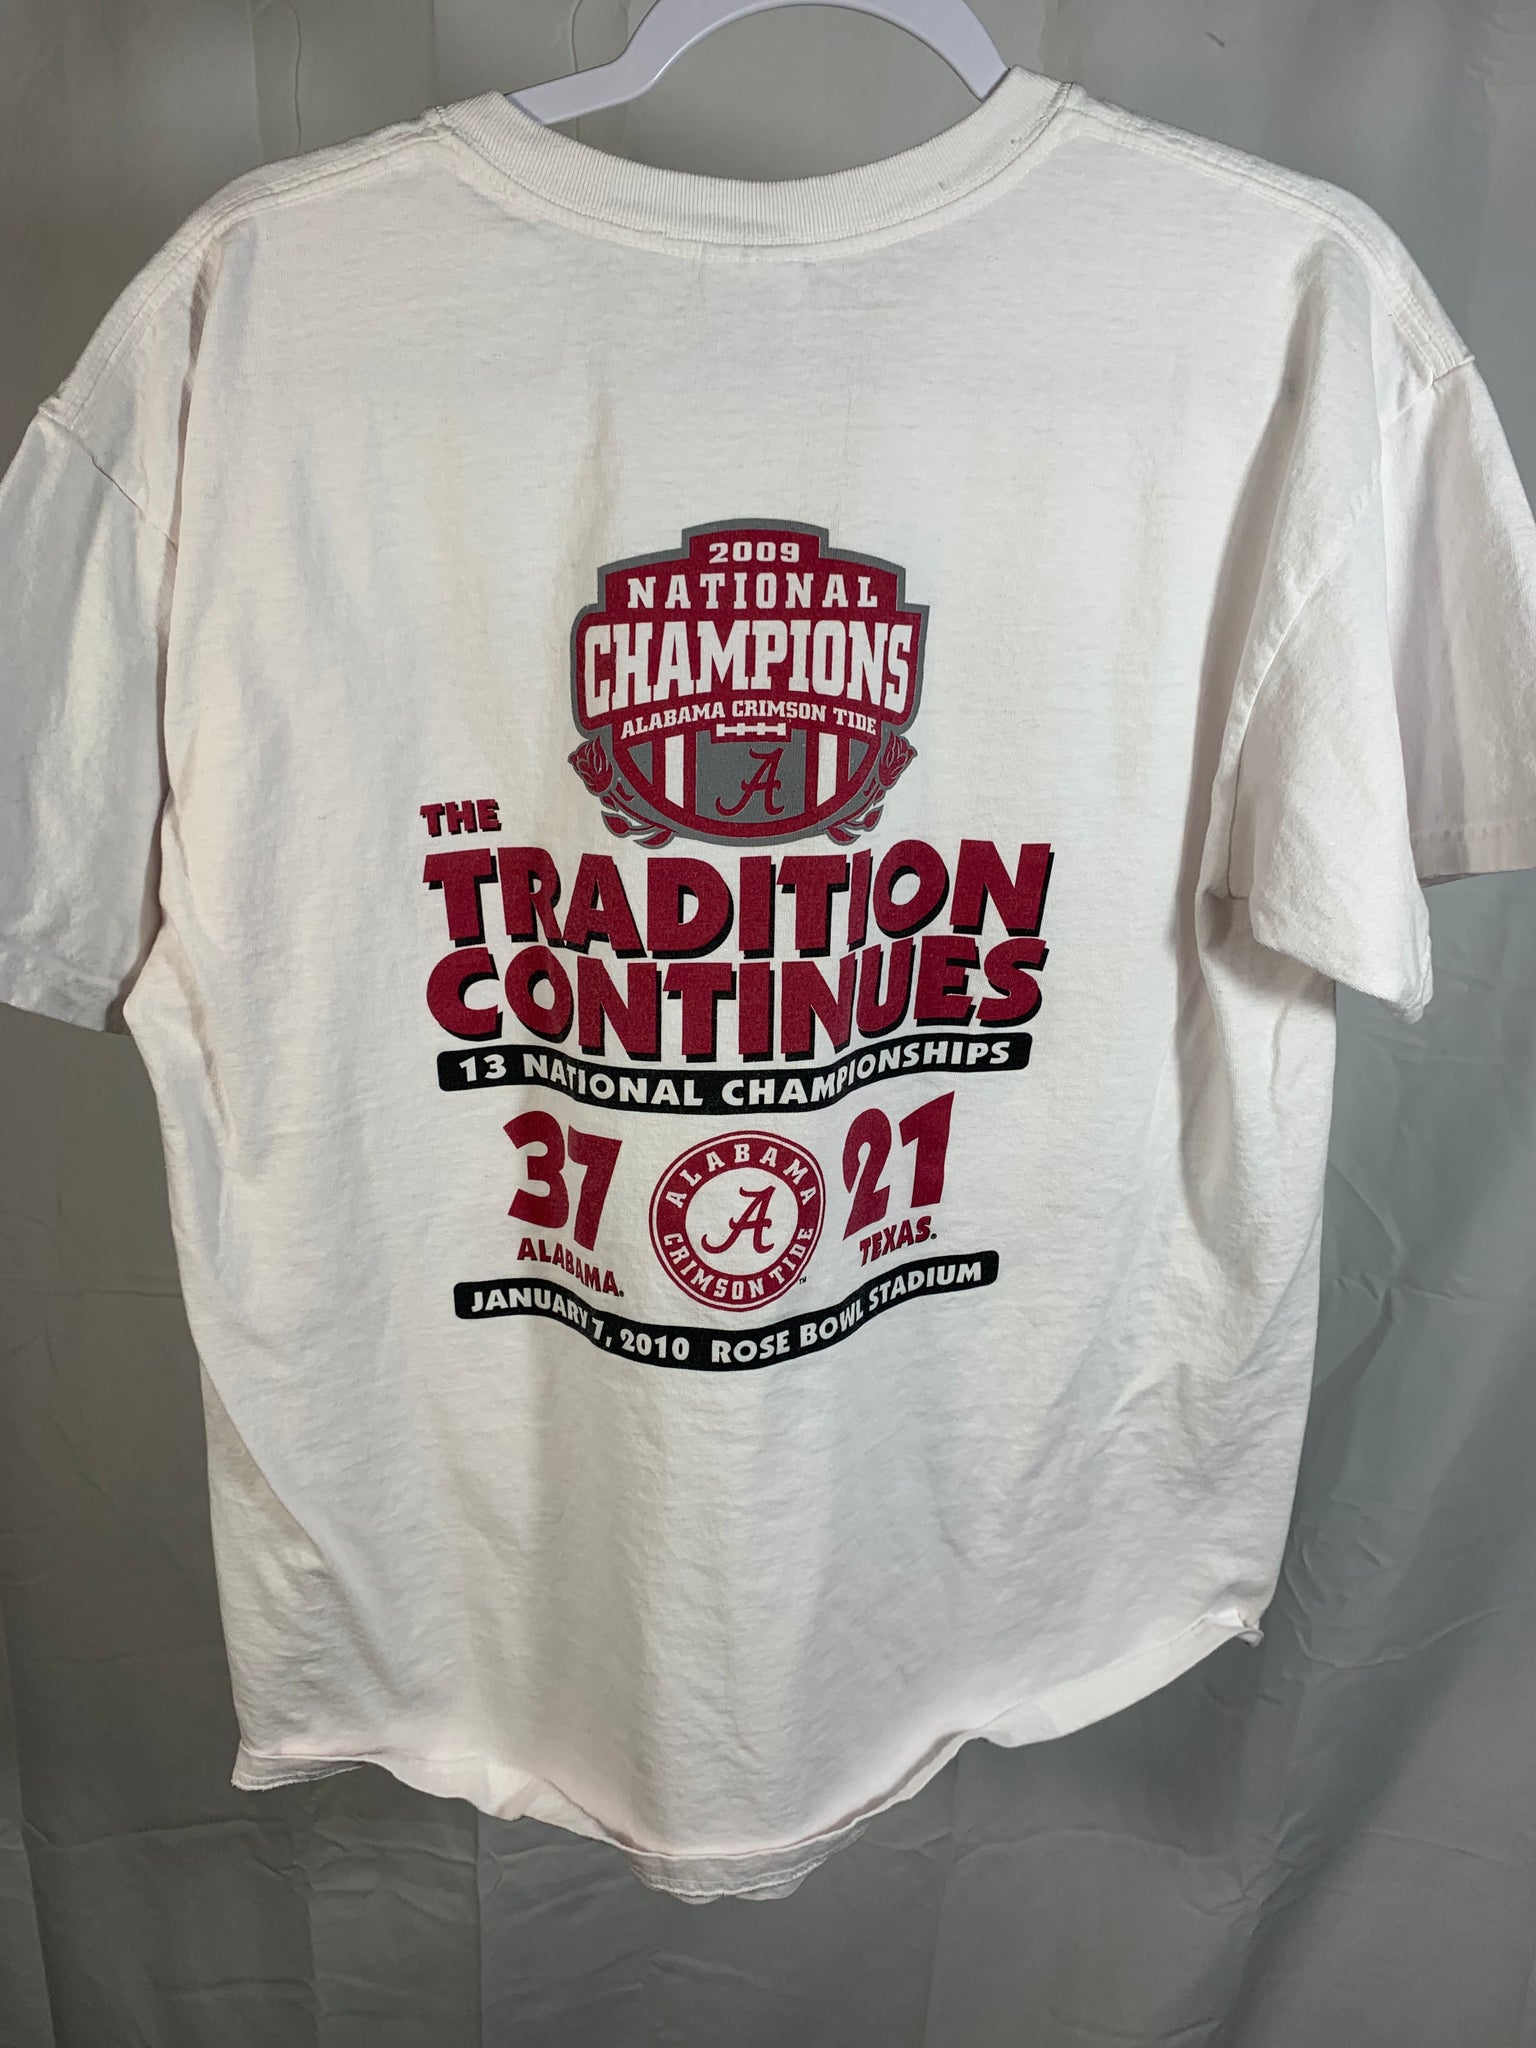 2009
NATIONAL
CHAMPIONS
ALABAMA CRIMSON TIDE
A
THE
TRADITION
CONTINUES
13 NATIONAL CHAMPIONSHIPS
37 21
ALABAMA
A
CRIMSON TIDE™
ALABAMA® TEXAS®
JANUARY 7, 2010 ROSE BOWL STADIUM